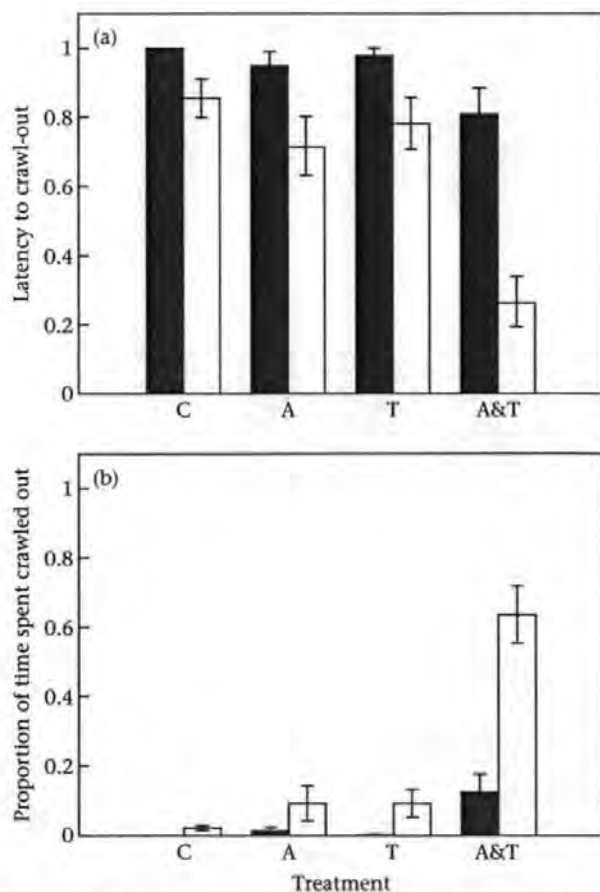 (a)
Latency to crawl-out
1
0.8
0.6
0.4
0.2
0
C A T A&T
(b)
Proportion of time spent crawled out
1
0.8
0.6
0.4
0.2
0
C A T A&T
Treatment